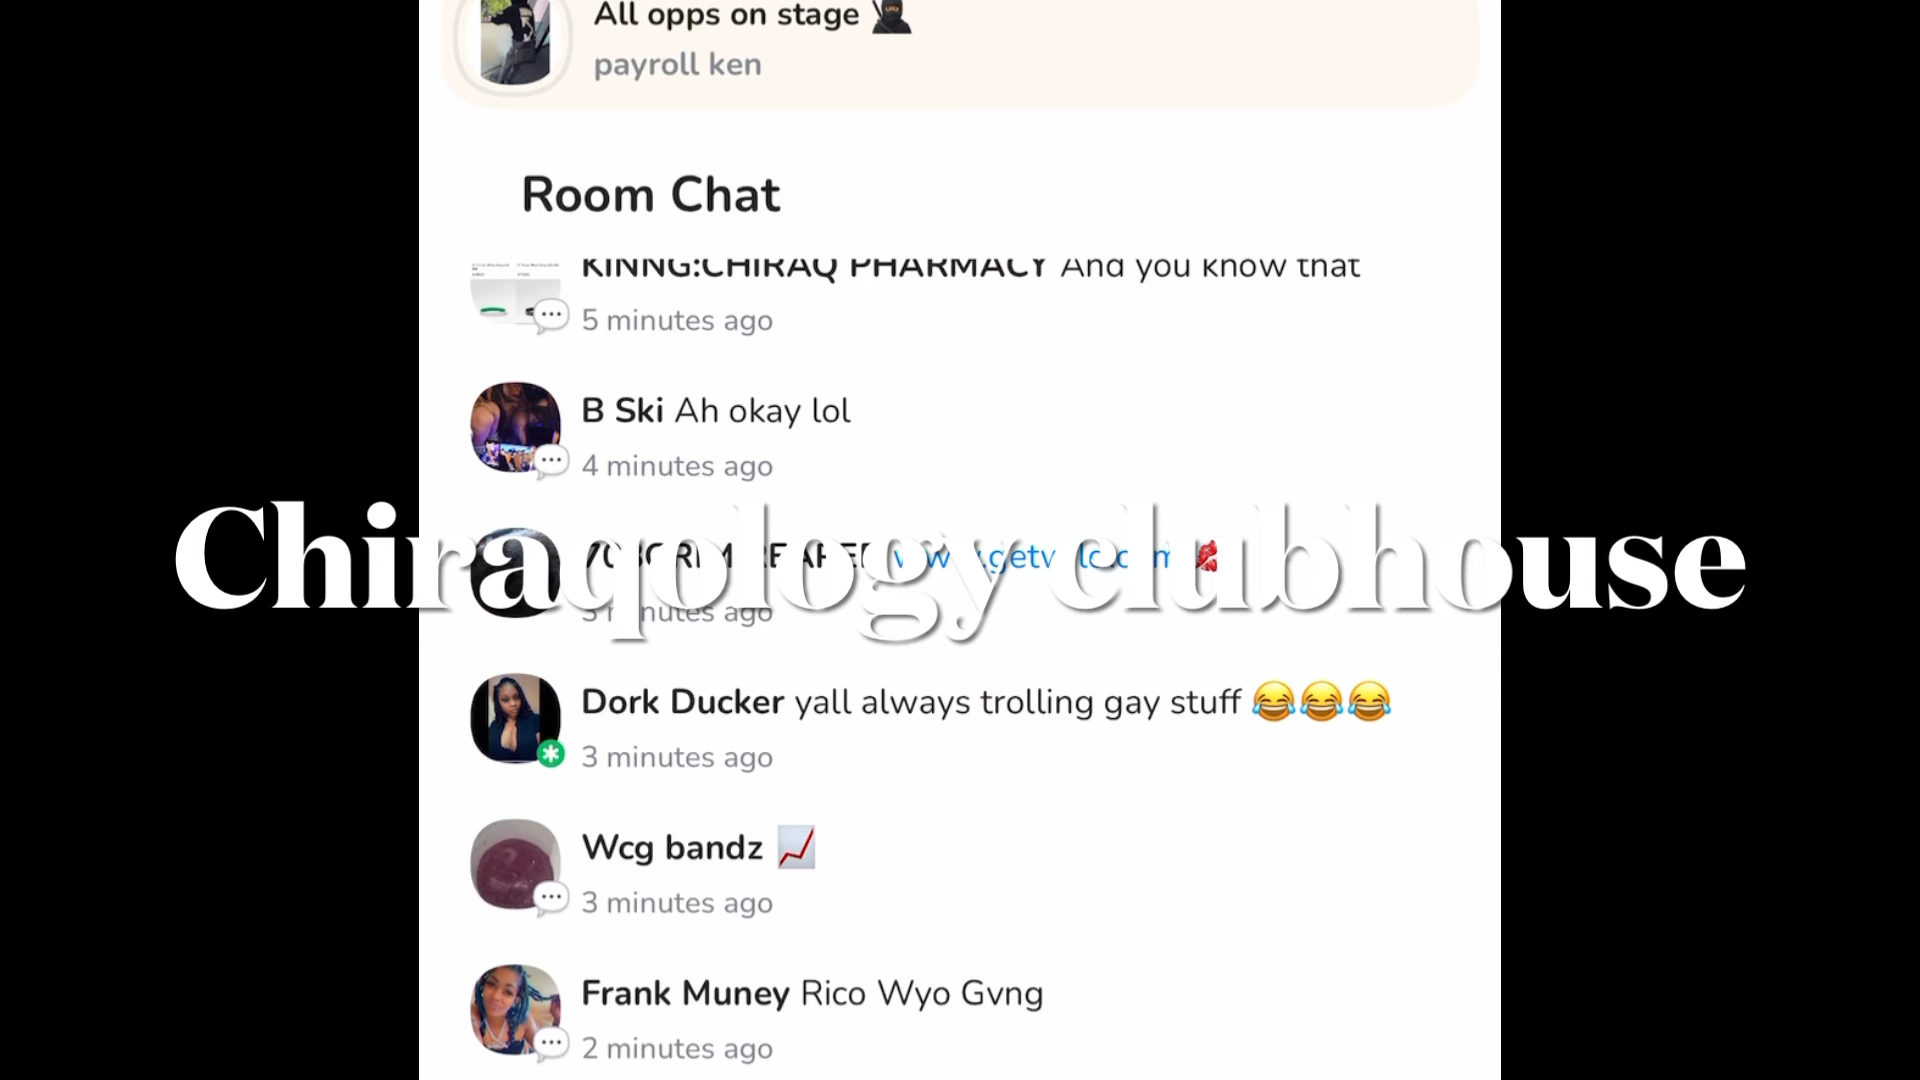 All opps on stage 🥷
payroll ken
Room Chat
KINNG:CHIRAQ PHARMACY And you know that
5 minutes ago
B Ski Ah okay lol
4 minutes ago
Chiraqology clubhouse
minutes ago
Dork Ducker yall always trolling gay stuff 😂😂😂
3 minutes ago
Wcg bandz 📈
3 minutes ago
Frank Muney Rico Wyo Gvng
2 minutes ago